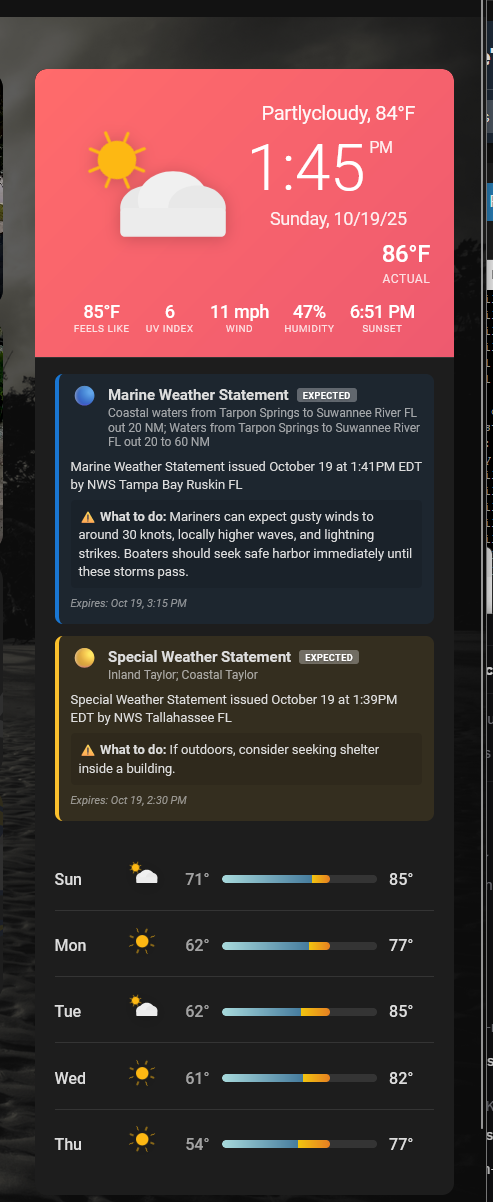 Partlycloudy, 84°F
1:45 PM
Sunday, 10/19/25
86°F
ACTUAL
85°F 6 11 mph 47% 6:51 PM
FEELS LIKE UV INDEX WIND HUMIDITY SUNSET
Marine Weather Statement EXPECTED
Coastal waters from Tarpon Springs to Suwannee River FL
out 20 NM; Waters from Tarpon Springs to Suwannee River
FL out 20 to 60 NM
Marine Weather Statement issued October 19 at 1:41PM EDT
by NWS Tampa Bay Ruskin FL
What to do: Mariners can expect gusty winds to
around 30 knots, locally higher waves, and lightning
strikes. Boaters should seek safe harbor immediately until
these storms pass.
Expires: Oct 19, 3:15 PM
Special Weather Statement EXPECTED
Inland Taylor; Coastal Taylor
Special Weather Statement issued October 19 at 1:39PM
EDT by NWS Tallahassee FL
What to do: If outdoors, consider seeking shelter
inside a building.
Expires: Oct 19, 2:30 PM
Sun 71° 85°
Mon 62° 77°
Tue 62° 85°
Wed 61° 82°
Thu 54° 77°